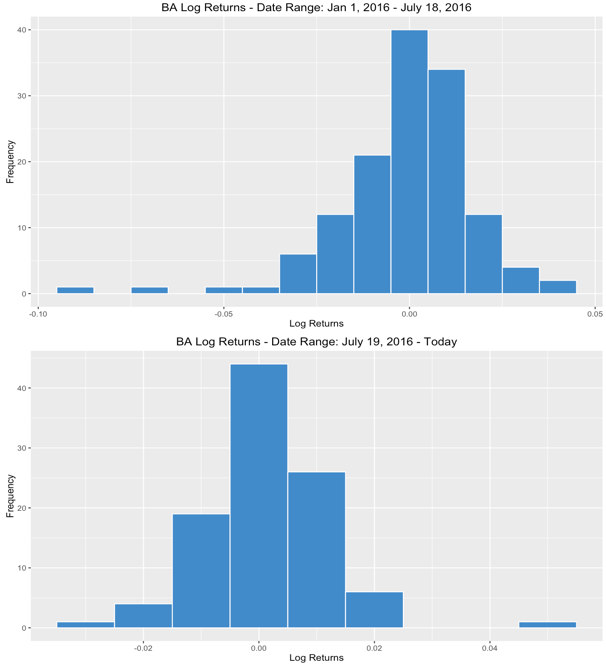 BA Log Returns - Date Range: Jan 1, 2016 - July 18, 2016
40
30
20
10
0
Frequency
-0.10 -0.05 0.00 0.05
Log Returns
BA Log Returns - Date Range: July 19, 2016 - Today
40
30
20
10
0
Frequency
-0.02 0.00 0.02 0.04
Log Returns